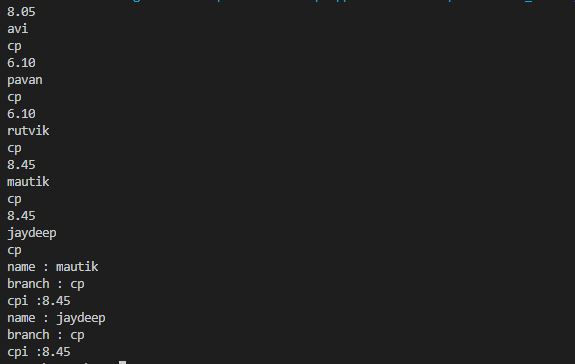 8.05
avi
cp
6.10
pavan
cp
6.10
rutvik
cp
8.45
mautik
cp
8.45
jaydeep
cp
name : mautik
branch : cp
cpi :8.45
name : jaydeep
branch : cp
cpi :8.45